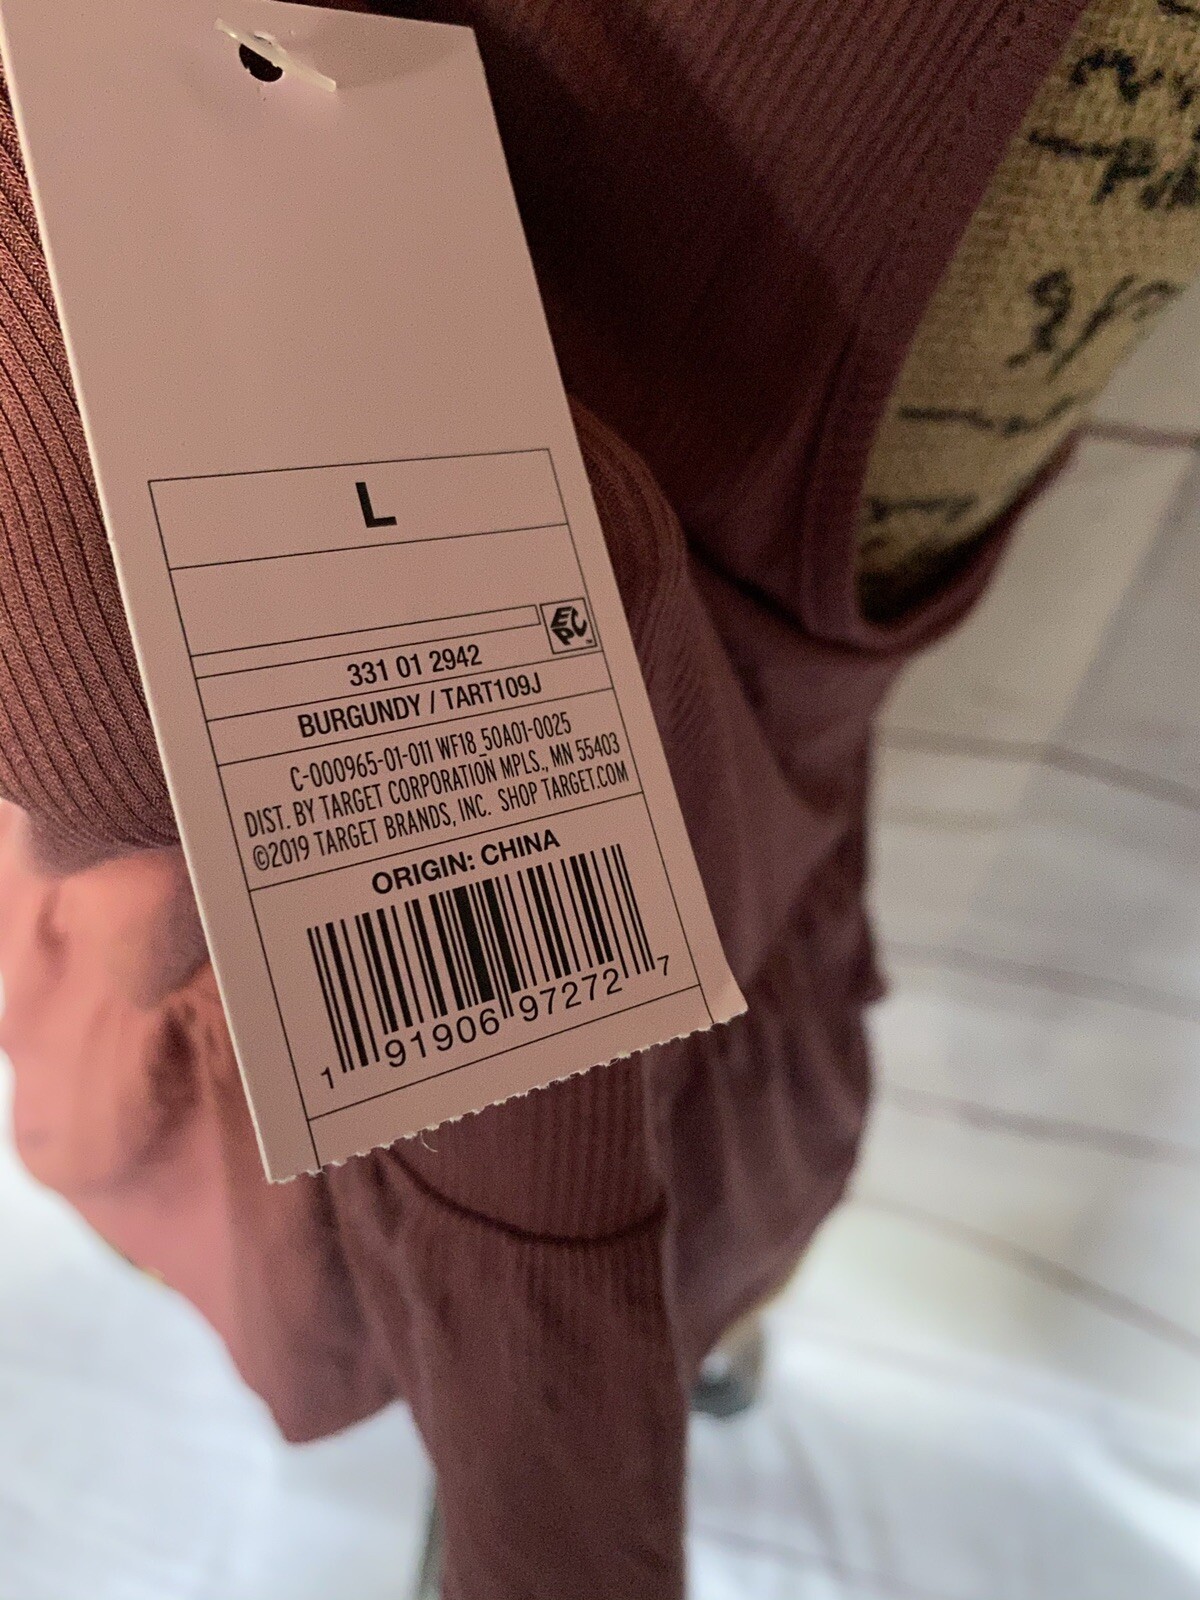 L
EPC™
331 01 2942
BURGUNDY / TART109J
C-000965-01-011 WF18_50A01-0025
DIST. BY TARGET CORPORATION MPLS., MN 55403
©2019 TARGET BRANDS, INC. SHOP TARGET.COM
ORIGIN: CHINA
1 91906 97272 7